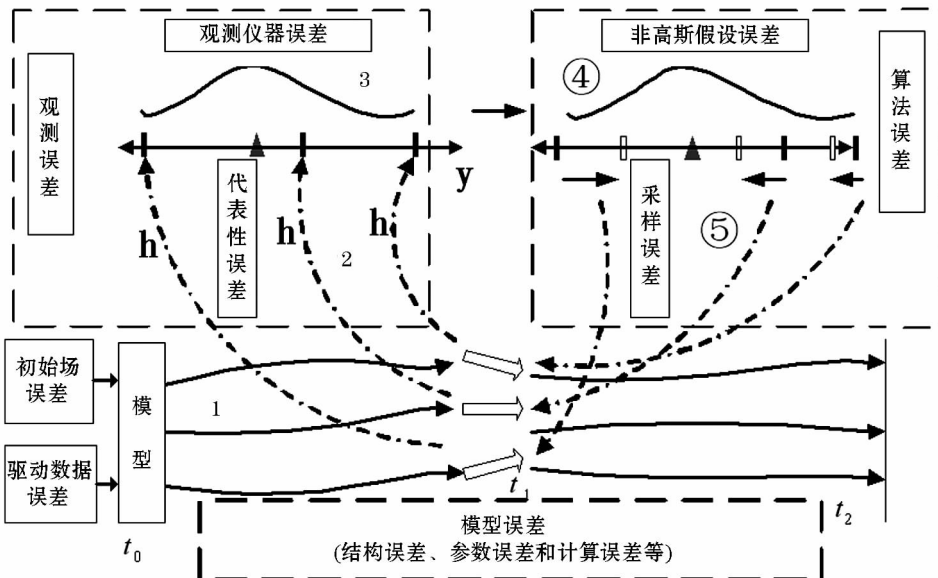 观测仪器误差
非高斯假设误差
观测误差
3
④
算法误差
y
代表性误差
采样误差
h
h
h
2
⑤
初始场
误差
模型
1
驱动数据
误差
t₀
t₁
t₂
模型误差
(结构误差、参数误差和计算误差等)